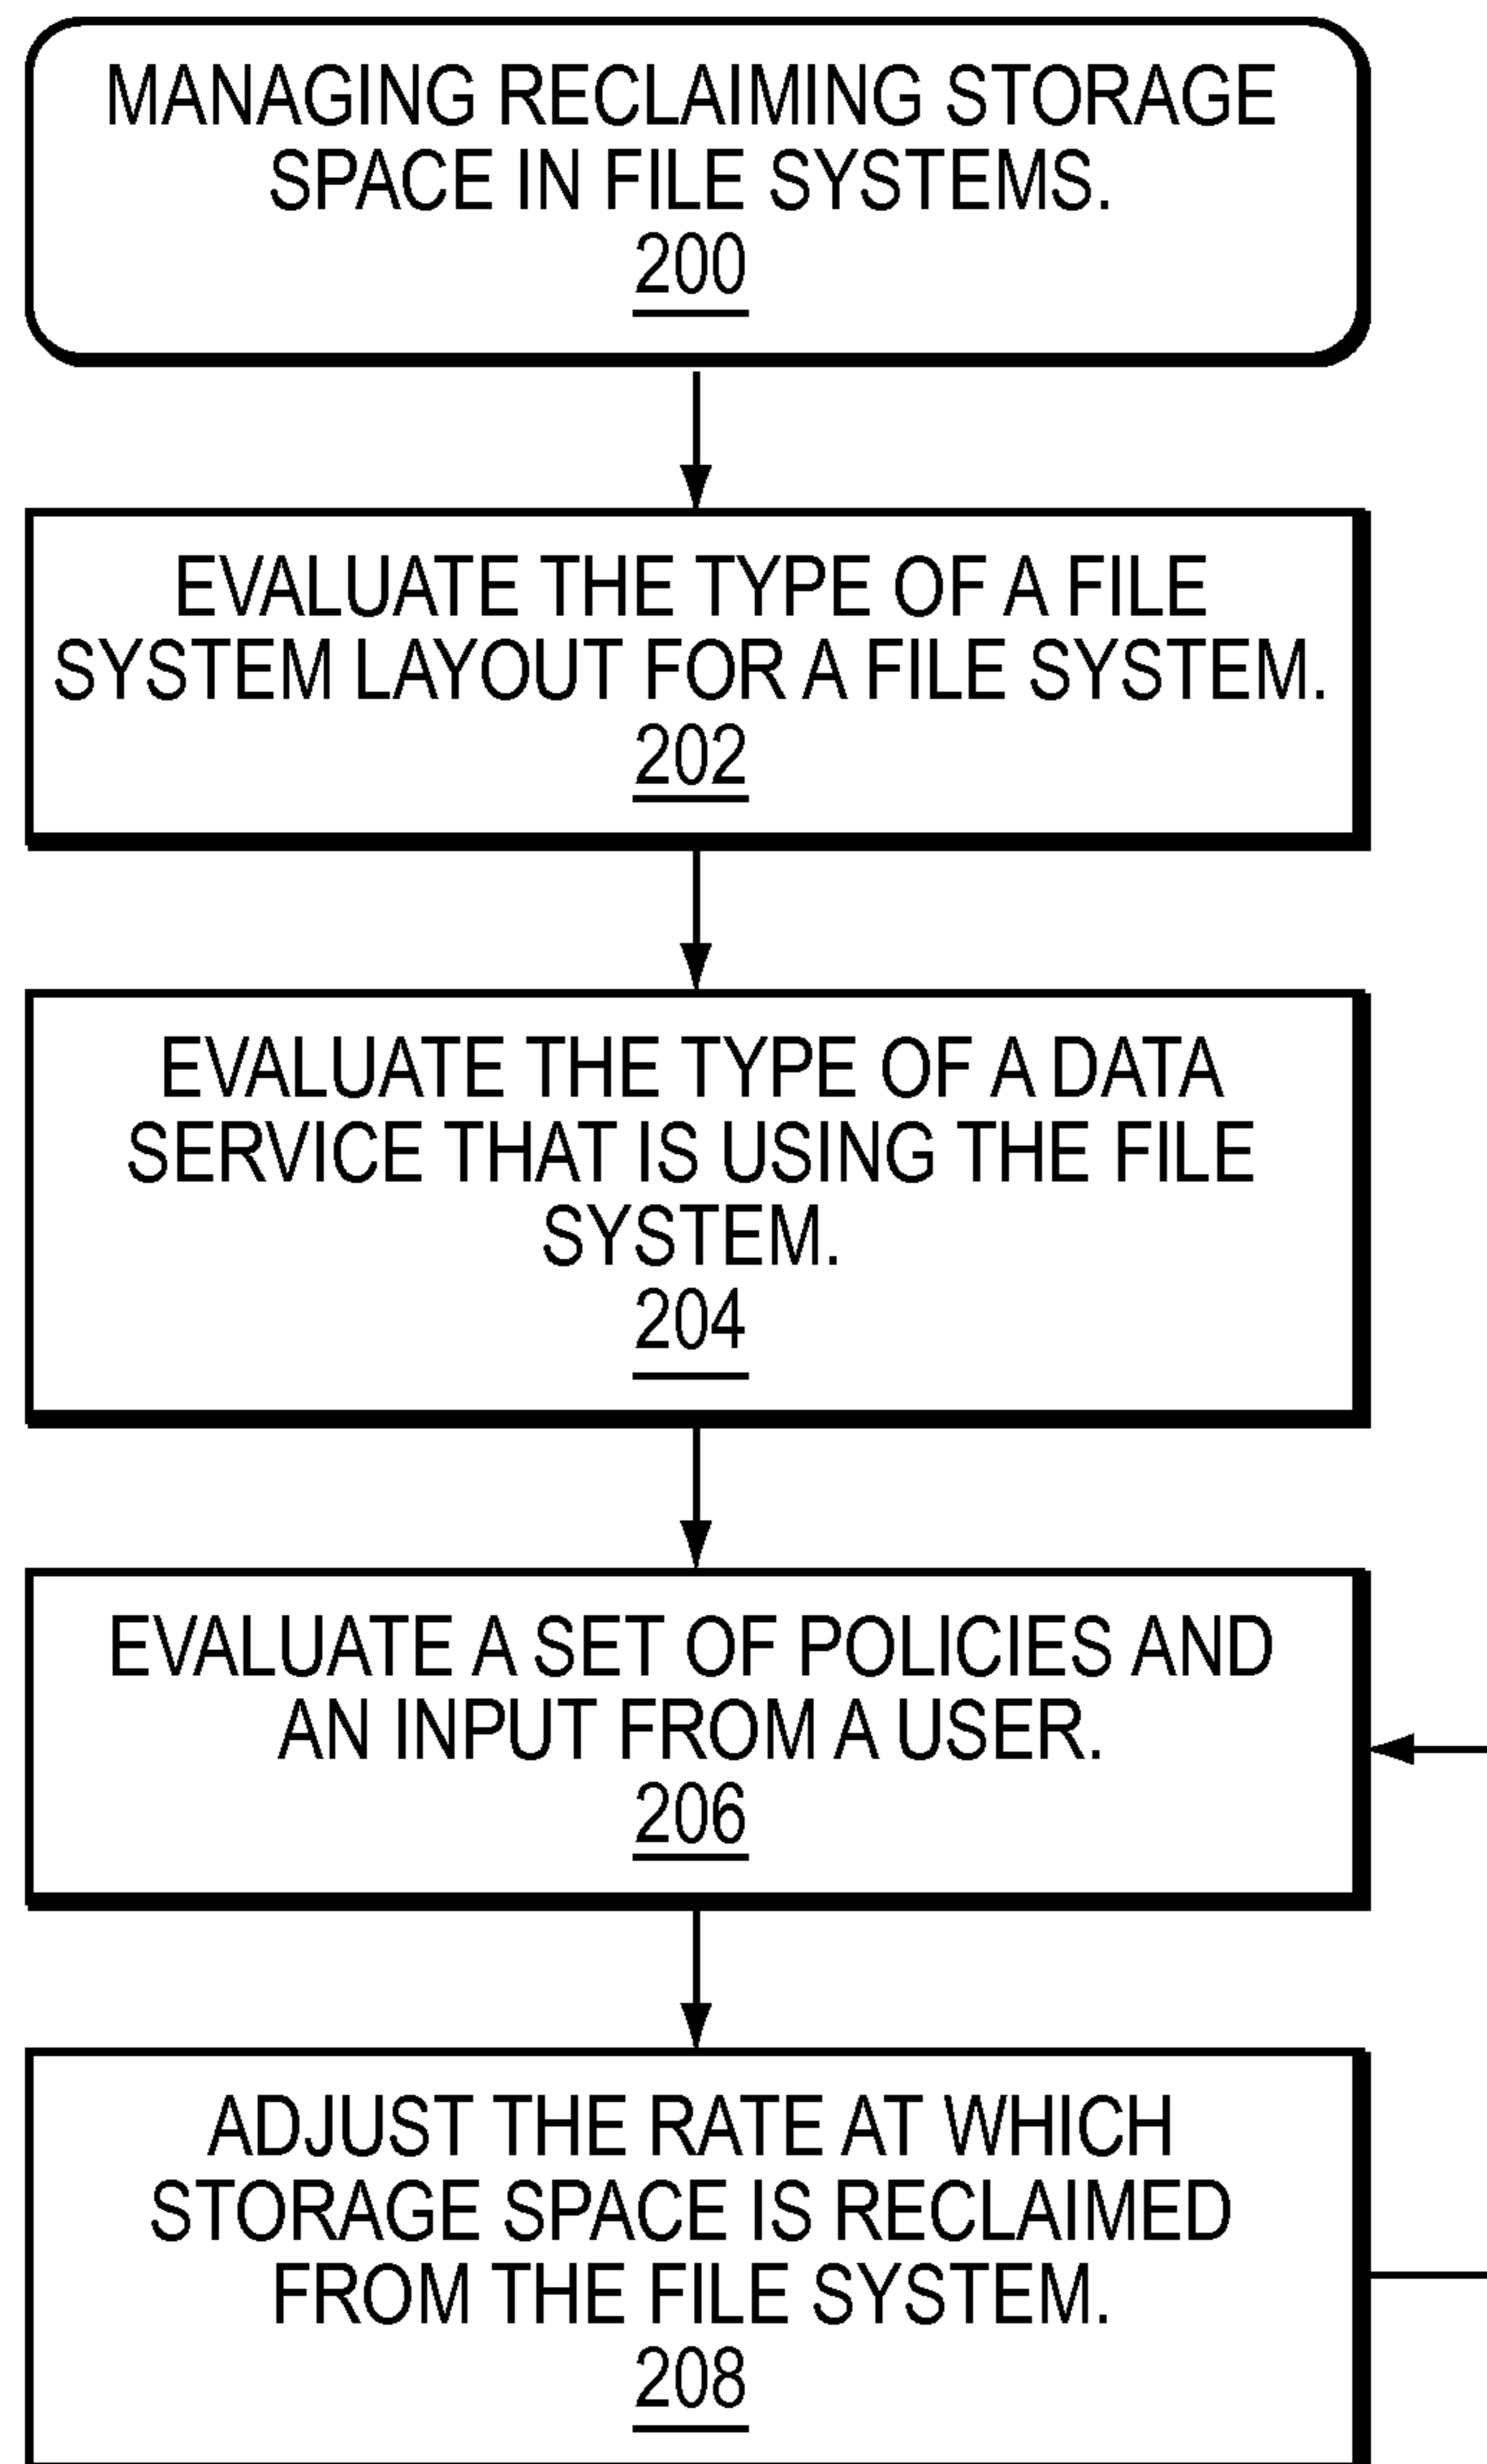 MANAGING RECLAIMING STORAGE
SPACE IN FILE SYSTEMS.
200
EVALUATE THE TYPE OF A FILE
SYSTEM LAYOUT FOR A FILE SYSTEM.
202
EVALUATE THE TYPE OF A DATA
SERVICE THAT IS USING THE FILE
SYSTEM.
204
EVALUATE A SET OF POLICIES AND
AN INPUT FROM A USER.
206
ADJUST THE RATE AT WHICH
STORAGE SPACE IS RECLAIMED
FROM THE FILE SYSTEM.
208